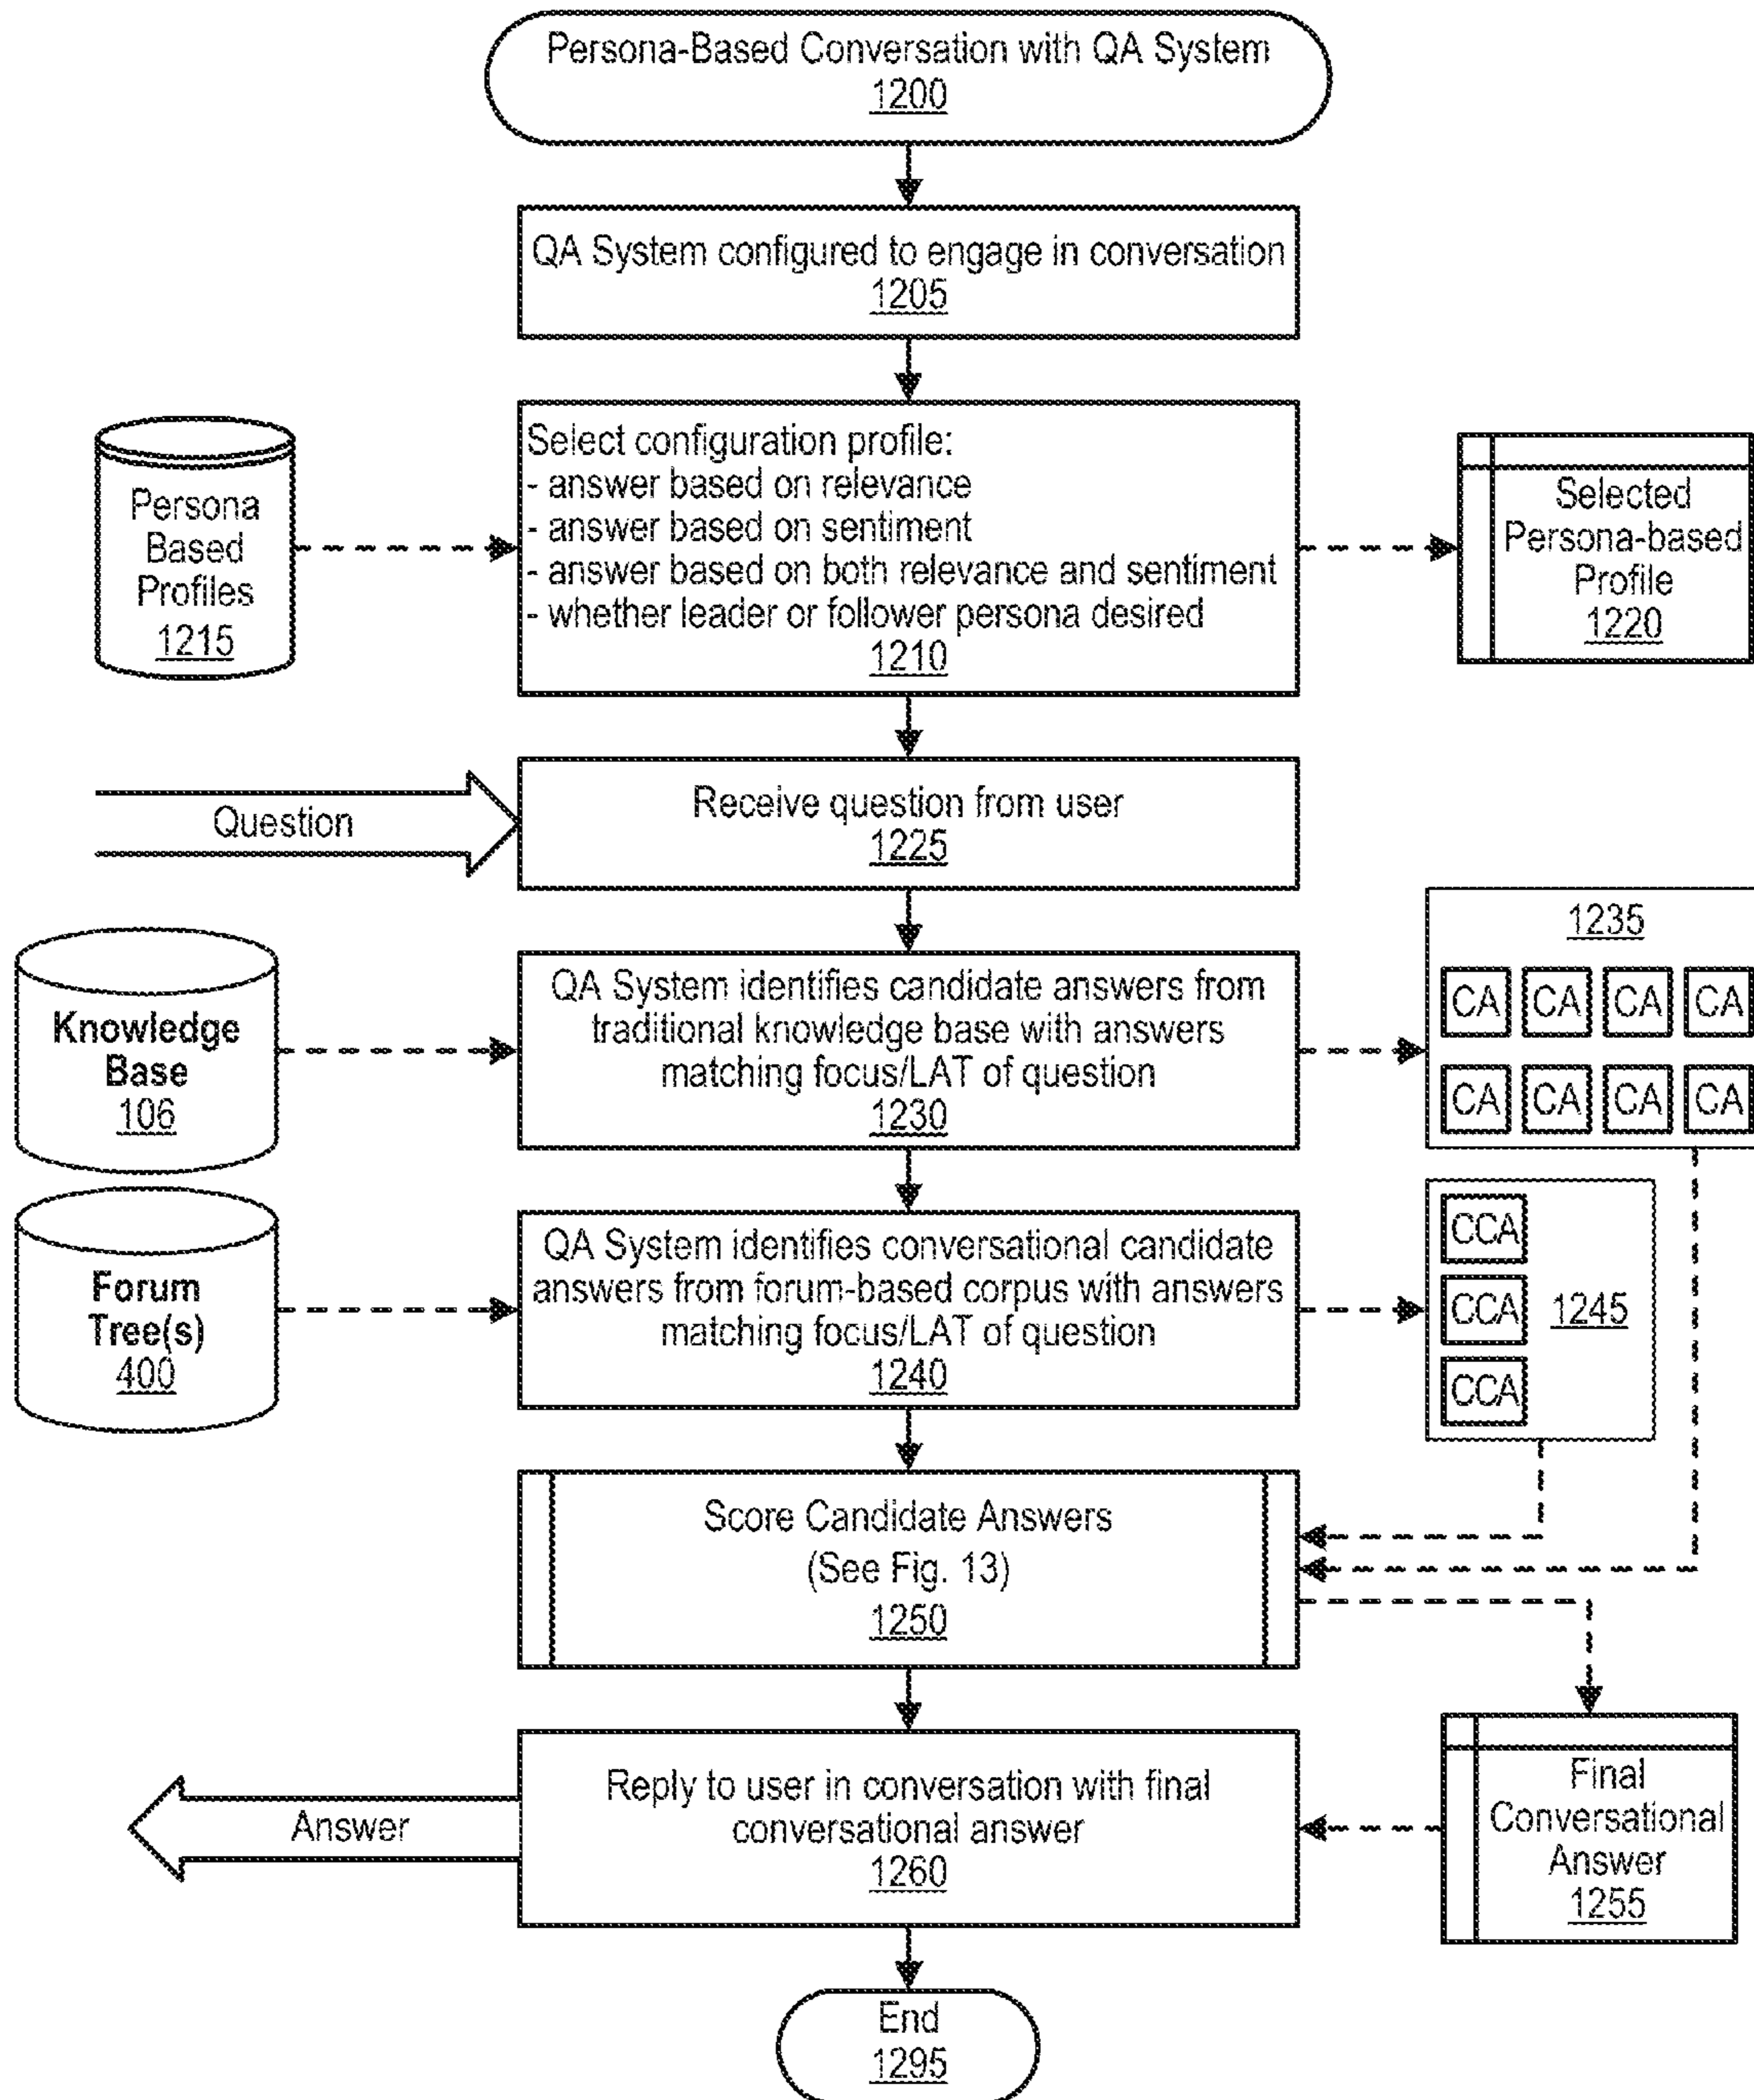 Persona-Based Conversation with QA System
1200
QA System configured to engage in conversation
1205
Persona
Based
Profiles
1215
Select configuration profile:
- answer based on relevance
- answer based on sentiment
- answer based on both relevance and sentiment
- whether leader or follower persona desired
1210
Selected
Persona-based
Profile
1220
Question
Receive question from user
1225
Knowledge
Base
106
QA System identifies candidate answers from
traditional knowledge base with answers
matching focus/LAT of question
1230
1235
CA CA CA CA
CA CA CA CA
Forum
Tree(s)
400
QA System identifies conversational candidate
answers from forum-based corpus with answers
matching focus/LAT of question
1240
CCA
CCA
CCA
1245
Score Candidate Answers
(See Fig. 13)
1250
Answer
Reply to user in conversation with final
conversational answer
1260
Final
Conversational
Answer
1255
End
1295